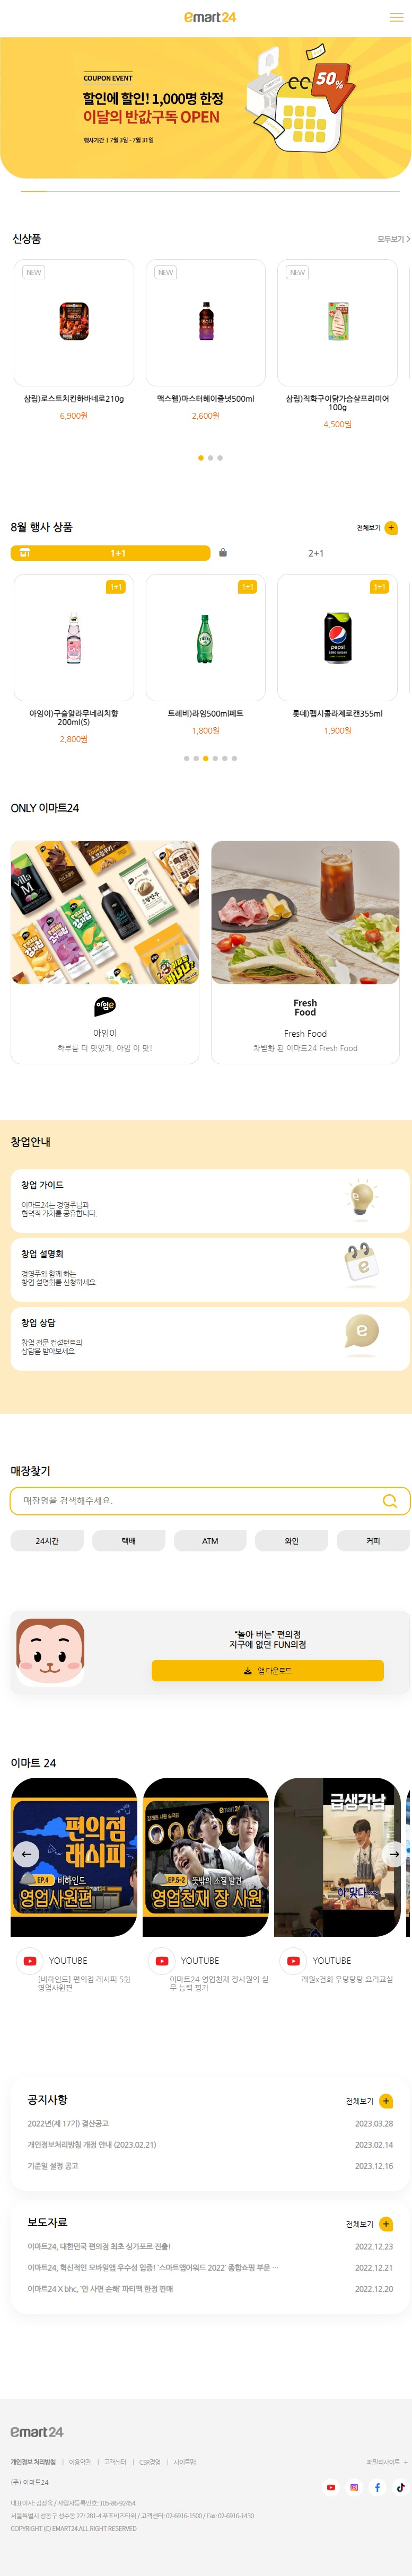 emart24
COUPON EVENT
할인에 할인! 1,000명 한정
이달의 반값구독 OPEN
행사기간 | 7월 3일 - 7월 31일
50%
신상품
모두보기 >
NEW
NEW
NEW
삼립)로스트치킨하바네로210g
6,900원
맥스웰)마스터헤이즐넛500ml
2,600원
삼립)직화구이닭가슴살프리미어
100g
4,500원
8월 행사 상품
전체보기 +
1+1
2+1
1+1
1+1
1+1
pepsi
아임이)구슬알라무네리치향
200ml(S)
2,800원
트레비)라임500ml페트
1,800원
롯데)펩시콜라제로캔355ml
1,900원
ONLY 이마트24
아임e
아임이
하루를 더 맛있게, 아임 이 맛!
Fresh
Food
Fresh Food
차별화 된 이마트24 Fresh Food
창업안내
창업 가이드
이마트24는 경영주님과
협력적 가치를 공유합니다.
창업 설명회
경영주와 함께 하는
창업 설명회를 신청하세요.
창업 상담
창업 전문 컨설턴트의
상담을 받아보세요.
매장찾기
매장명을 검색해주세요.
24시간
택배
ATM
와인
커피
"놀아 버는" 편의점
지구에 없던 FUN의점
앱 다운로드
이마트 24
편의점
레시피
EP.4 비하인드
영업사원편
emart24
EP.5-2 뜻밖의 소질 발견
영업천재 장 사원
급생각남
YOUTUBE
[비하인드] 편의점 레시피 5화
영업사원편
YOUTUBE
이마트24 영업천재 장사원의 실
무 능력 평가
YOUTUBE
래원x건희 우당탕탕 요리교실
공지사항
전체보기 +
2022년(제 17기) 결산공고 2023.03.28
개인정보처리방침 개정 안내 (2023.02.21) 2023.02.14
기준일 설정 공고 2023.12.16
보도자료
전체보기 +
이마트24, 대한민국 편의점 최초 싱가포르 진출! 2022.12.23
이마트24, 혁신적인 모바일앱 우수성 입증! '스마트앱어워드 2022' 종합쇼핑 부문 … 2022.12.21
이마트24 X bhc, '안 사면 손해' 파티팩 한정 판매 2022.12.20
emart24
개인정보 처리방침 | 이용약관 | 고객센터 | CSR경영 | 사이트맵
패밀리사이트 +
(주) 이마트24
대표이사: 김장욱 / 사업자등록번호: 105-86-92454
서울특별시 성동구 성수동 2가 281-4 푸조비즈타워 / 고객센터: 02-6916-1500 / Fax: 02-6916-1430
COPYRIGHT (C) EMART24.ALL RIGHT RESERVED